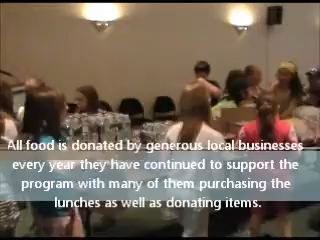 All food is donated by generous local businesses
every year they have continued to support the
program with many of them purchasing the
lunches as well as donating items.